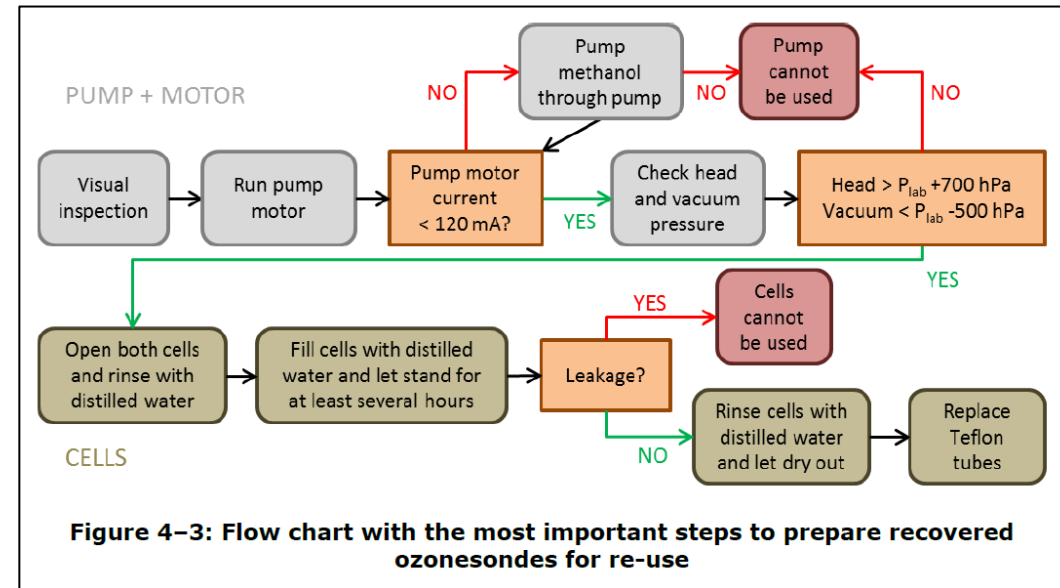 PUMP + MOTOR
Pump
methanol
through pump
Pump
cannot
be used
NO
NO
NO
Visual
inspection
Run pump
motor
Pump motor
current
< 120 mA?
YES
Check head
and vacuum
pressure
Head > Plab +700 hPa
Vacuum < Plab -500 hPa
YES
Open both cells
and rinse with
distilled water
Fill cells with distilled
water and let stand for
at least several hours
Leakage?
YES
Cells
cannot
be used
NO
Rinse cells with
distilled water
and let dry out
Replace
Teflon
tubes
CELLS
Figure 4–3: Flow chart with the most important steps to prepare recovered
ozonesondes for re-use